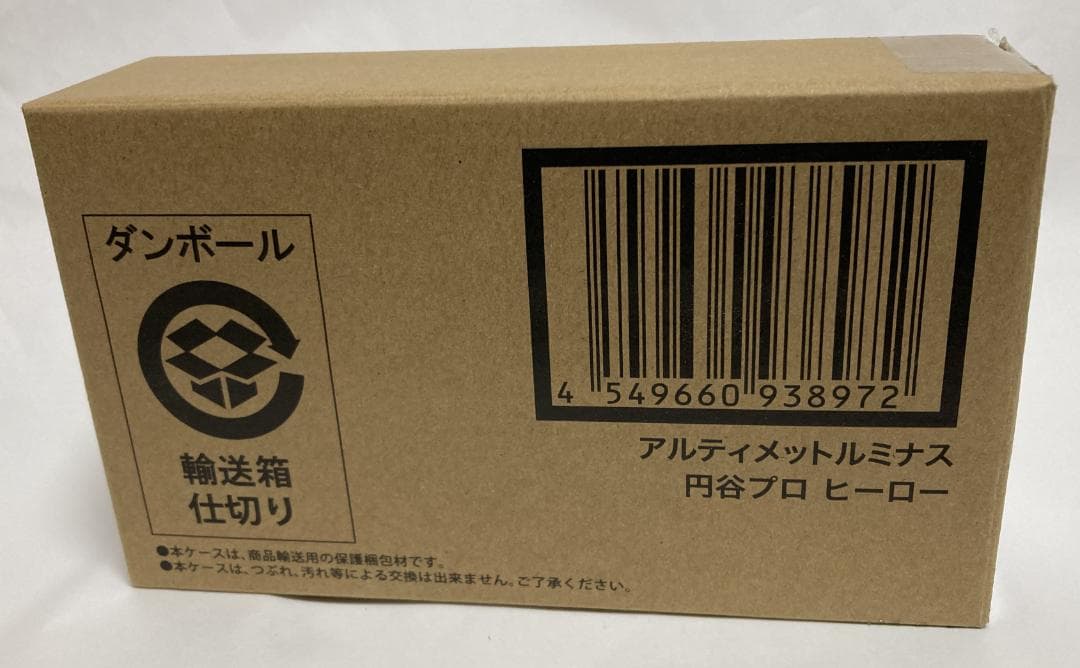 ダンボール
輸送箱
仕切り
4 549660 938972
アルティメットルミナス
円谷プロ ヒーロー
●本ケースは、商品輸送用の保護梱包材です。
●本ケースは、つぶれ、汚れ等による交換は出来ません。ご了承ください。